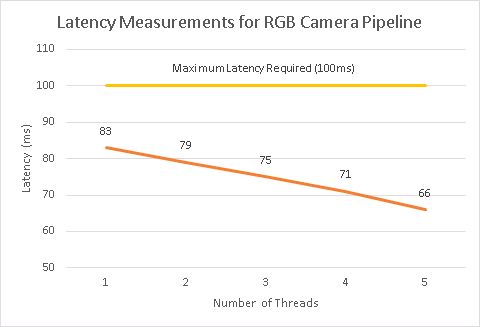 Latency Measurements for RGB Camera Pipeline
110
Maximum Latency Required (100ms)
100
90
83
79
80
75
71
70
66
60
50
Latency (ms)
1 2 3 4 5
Number of Threads